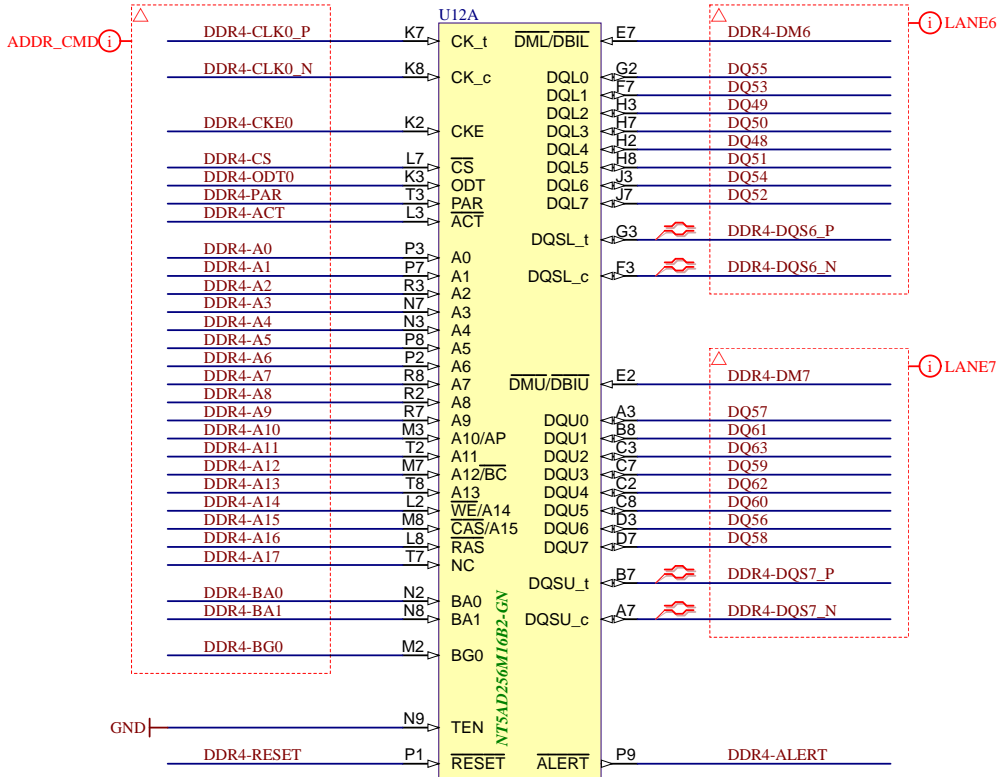 U12A
ADDR_CMD i
i LANE6
DDR4-CLK0_P K7 CK_t DML/DBIL E7 DDR4-DM6
DDR4-CLK0_N K8 CK_c DQL0 G2 DQ55
DQL1 F7 DQ53
DQL2 H3 DQ49
DDR4-CKE0 K2 CKE DQL3 H7 DQ50
DQL4 H2 DQ48
DDR4-CS L7 CS DQL5 H8 DQ51
DDR4-ODT0 K3 ODT DQL6 J3 DQ54
DDR4-PAR T3 PAR DQL7 J7 DQ52
DDR4-ACT L3 ACT
DQSL_t G3 DDR4-DQS6_P
DDR4-A0 P3 A0
DDR4-A1 P7 A1 DQSL_c F3 DDR4-DQS6_N
DDR4-A2 R3 A2
DDR4-A3 N7 A3
DDR4-A4 N3 A4
DDR4-A5 P8 A5
DDR4-A6 P2 A6
i LANE7
DDR4-A7 R8 A7 DMU/DBIU E2 DDR4-DM7
DDR4-A8 R2 A8
DDR4-A9 R7 A9 DQU0 A3 DQ57
DDR4-A10 M3 A10/AP DQU1 B8 DQ61
DDR4-A11 T2 A11 DQU2 C3 DQ63
DDR4-A12 M7 A12/BC DQU3 C7 DQ59
DDR4-A13 T8 A13 DQU4 C2 DQ62
DDR4-A14 L2 WE/A14 DQU5 C8 DQ60
DDR4-A15 M8 CAS/A15 DQU6 D3 DQ56
DDR4-A16 L8 RAS DQU7 D7 DQ58
DDR4-A17 T7 NC
DQSU_t B7 DDR4-DQS7_P
DDR4-BA0 N2 BA0
DDR4-BA1 N8 BA1 DQSU_c A7 DDR4-DQS7_N
DDR4-BG0 M2 BG0
NT5AD256M16B2-GN
GND N9 TEN
DDR4-RESET P1 RESET ALERT P9 DDR4-ALERT